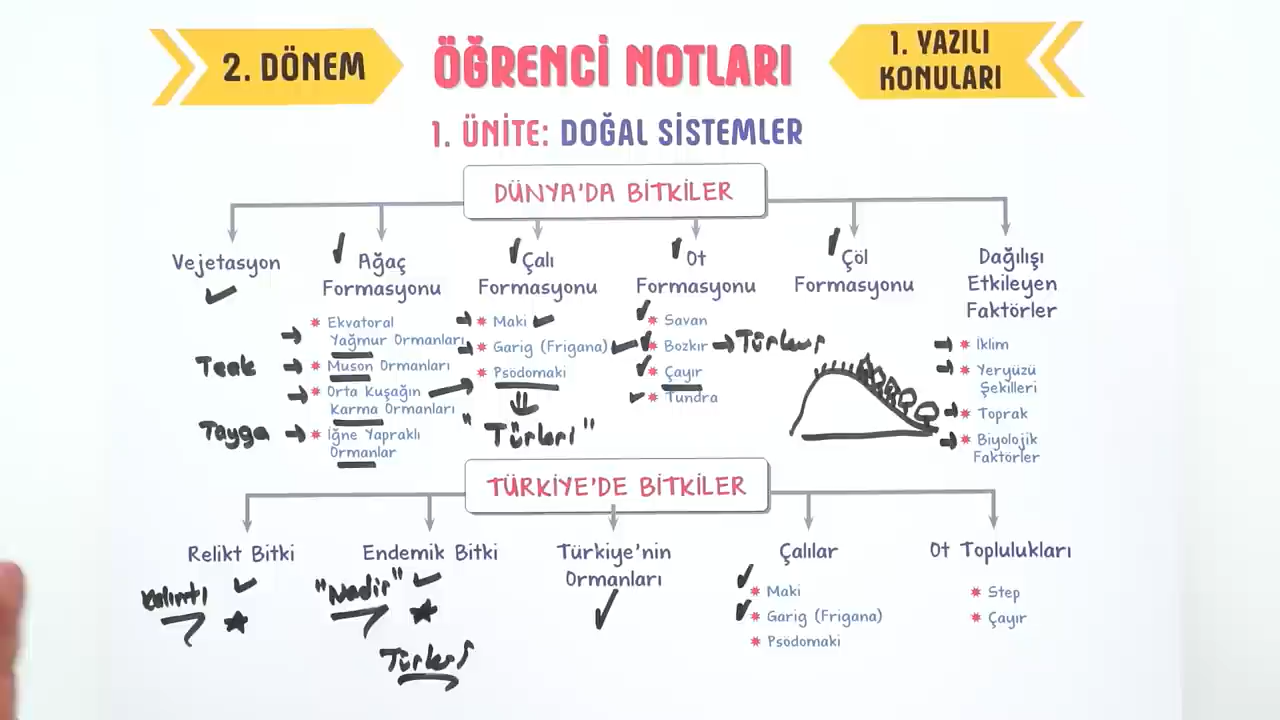 2. DÖNEM
ÖĞRENCİ NOTLARI
1. YAZILI
KONULARI
1. ÜNİTE: DOĞAL SİSTEMLER
DÜNYA'DA BİTKİLER
Vejetasyon
Ağaç
Formasyonu
Ekvatoral
Yağmur Ormanları
Muson Ormanları
Orta Kuşağın
Karma Ormanları
İğne Yapraklı
Ormanlar
Teak
Tayga
Çalı
Formasyonu
Maki
Garig (Frigana)
Psödomaki
"Türleri"
Ot
Formasyonu
Savan
Bozkır
Türleri
Çayır
Tundra
Çöl
Formasyonu
Dağılışı
Etkileyen
Faktörler
İklim
Yeryüzü
Şekilleri
Toprak
Biyolojik
Faktörler
TÜRKİYE'DE BİTKİLER
Relikt Bitki
Kalıntı
Endemik Bitki
"Nadir"
Türleri
Türkiye'nin
Ormanları
Çalılar
Maki
Garig (Frigana)
Psödomaki
Ot Toplulukları
Step
Çayır